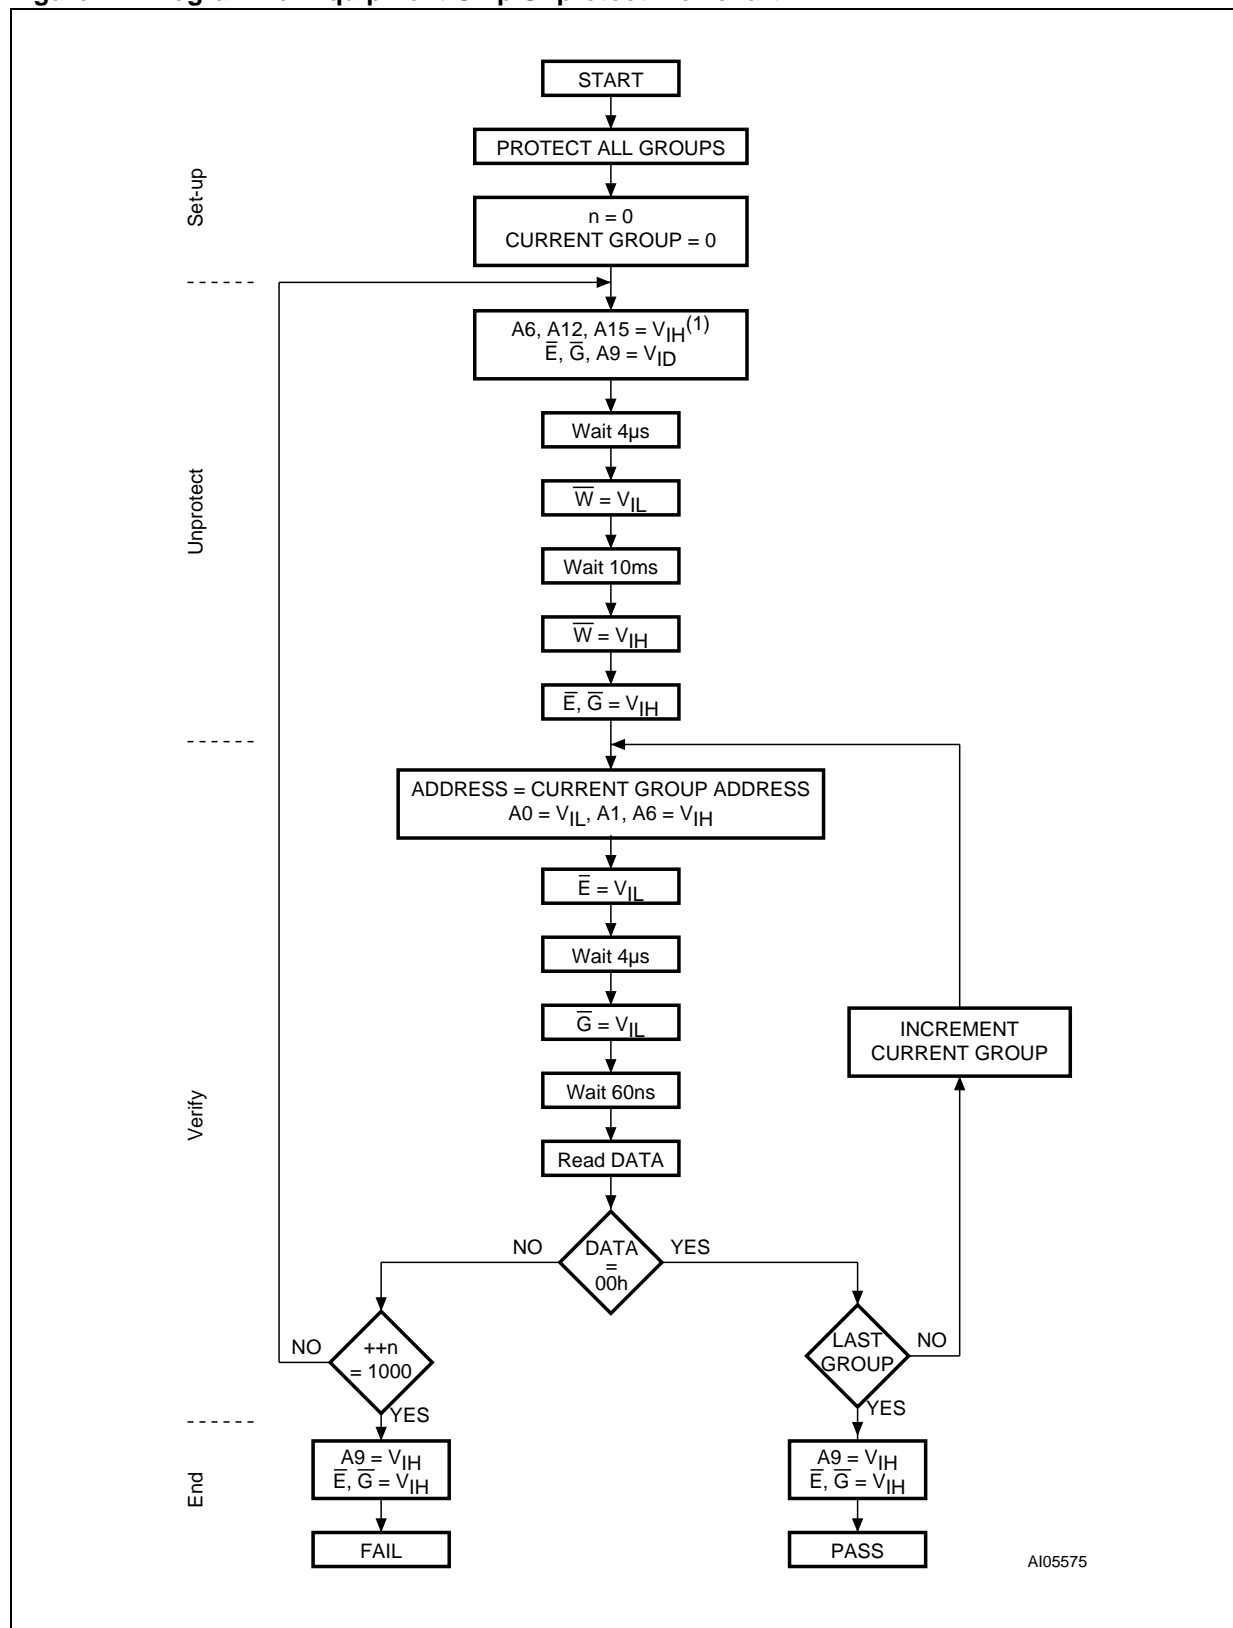 START
PROTECT ALL GROUPS
Set-up
n = 0
CURRENT GROUP = 0
A6, A12, A15 = VIH(1)
E̅, G̅, A9 = VID
Wait 4µs
Unprotect
W̅ = VIL
Wait 10ms
W̅ = VIH
E̅, G̅ = VIH
ADDRESS = CURRENT GROUP ADDRESS
A0 = VIL, A1, A6 = VIH
E̅ = VIL
Wait 4µs
G̅ = VIL
INCREMENT
CURRENT GROUP
Wait 60ns
Verify
Read DATA
NO
DATA
=
00h
YES
NO
++n
= 1000
LAST
GROUP
NO
YES
YES
End
A9 = VIH
E̅, G̅ = VIH
A9 = VIH
E̅, G̅ = VIH
FAIL
PASS
AI05575